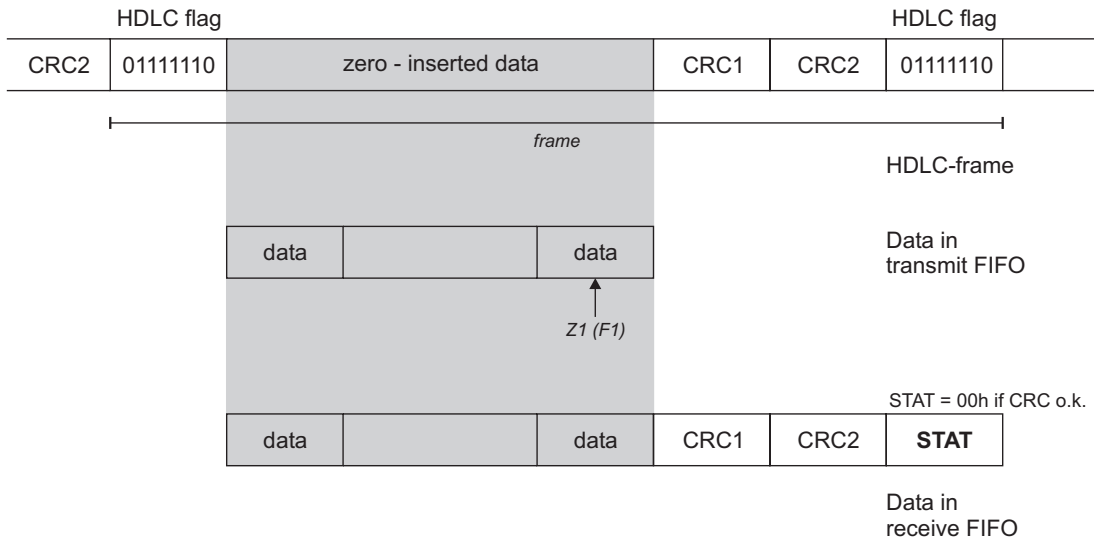 HDLC flag HDLC flag
CRC2 01111110 zero - inserted data CRC1 CRC2 01111110
frame
HDLC-frame
data data
Data in
transmit FIFO
Z1 (F1)
STAT = 00h if CRC o.k.
data data CRC1 CRC2 STAT
Data in
receive FIFO